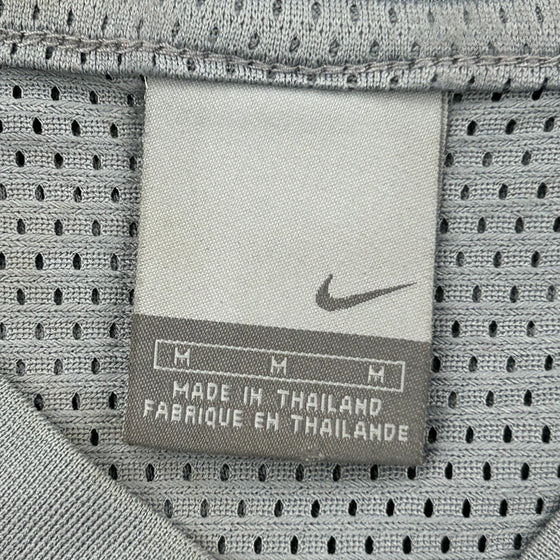 M M M
MADE IN THAILAND
FABRIQUE EN THAILANDE